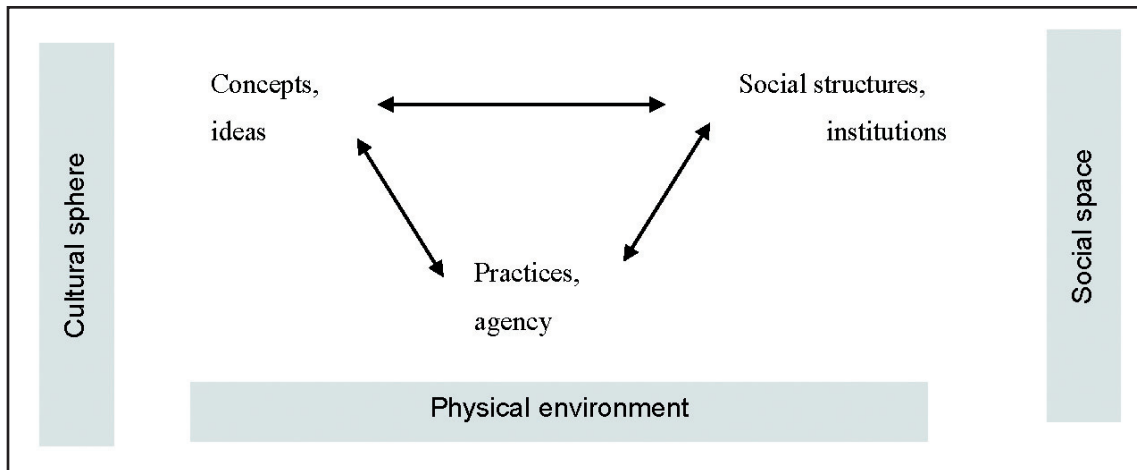 Concepts,
ideas
Social structures,
institutions
Practices,
agency
Cultural sphere
Social space
Physical environment